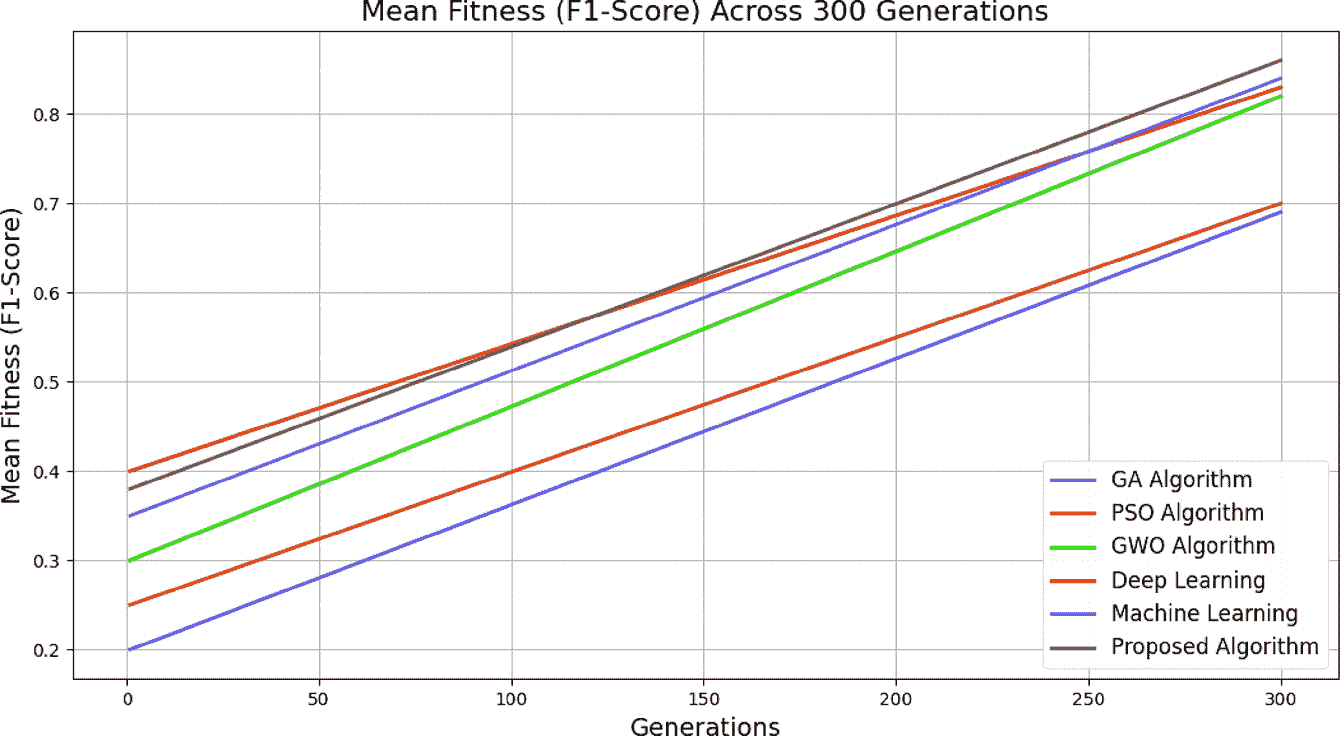 Mean Fitness (F1-Score) Across 300 Generations
Mean Fitness (F1-Score)
0.8
0.7
0.6
0.5
0.4
0.3
0.2
0
50
100
150
200
250
300
Generations
GA Algorithm
PSO Algorithm
GWO Algorithm
Deep Learning
Machine Learning
Proposed Algorithm